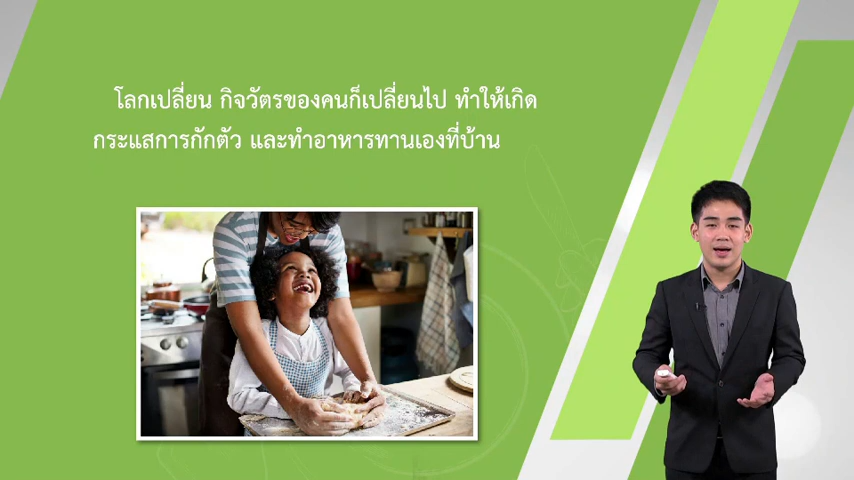 โลกเปลี่ยน กิจวัตรของคนก็เปลี่ยนไป ทำให้เกิด
กระแสการกักตัว และทำอาหารทานเองที่บ้าน